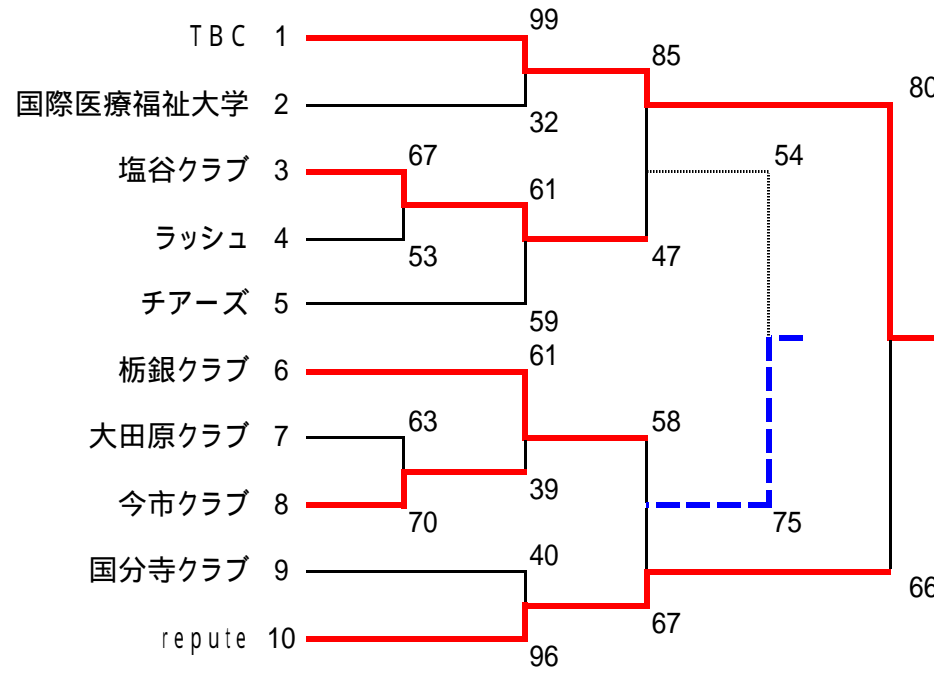 99
TBC 1
85
80
国際医療福祉大学 2
32
67
54
塩谷クラブ 3
61
ラッシュ 4
53
47
チアーズ 5
59
61
栃銀クラブ 6
63
58
大田原クラブ 7
39
今市クラブ 8
70
75
40
国分寺クラブ 9
66
67
repute 10
96